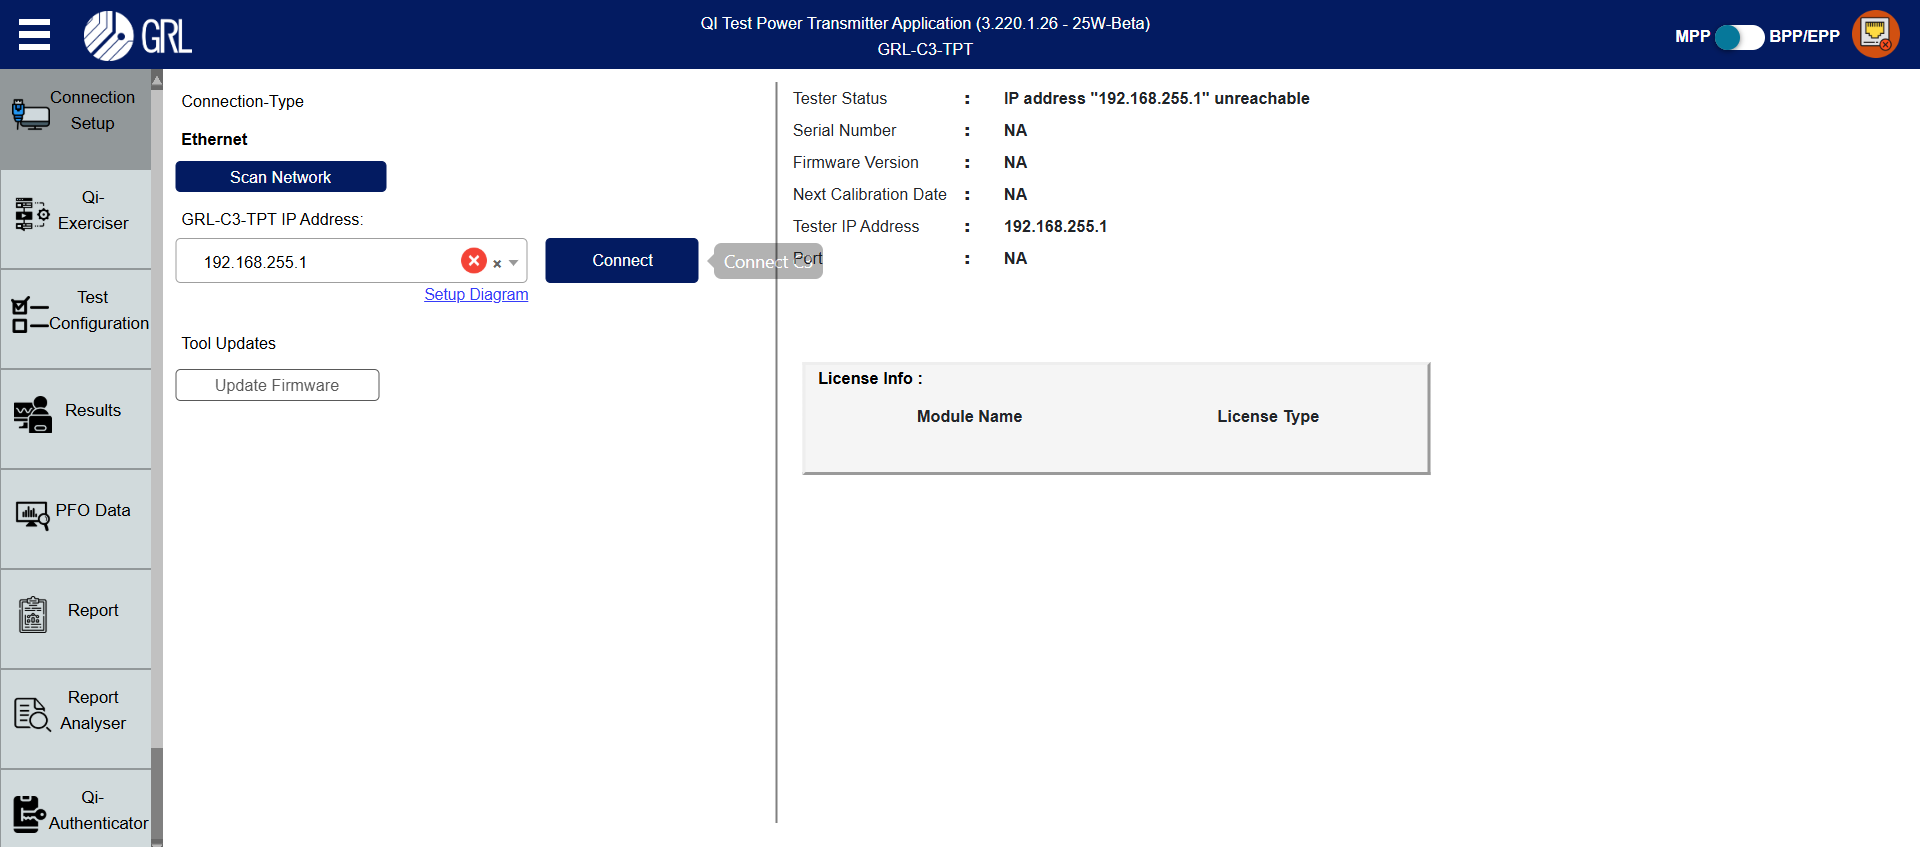 GRL
QI Test Power Transmitter Application (3.220.1.26 - 25W-Beta)
GRL-C3-TPT
MPP
BPP/EPP
Connection
Setup
Qi-
Exerciser
Test
Configuration
Results
PFO Data
Report
Report
Analyser
Qi-
Authenticator
Connection-Type
Ethernet
Scan Network
GRL-C3-TPT IP Address:
192.168.255.1
Connect
Connect C3
Setup Diagram
Tool Updates
Update Firmware
Tester Status : IP address "192.168.255.1" unreachable
Serial Number : NA
Firmware Version : NA
Next Calibration Date : NA
Tester IP Address : 192.168.255.1
Port : NA
License Info :
Module Name License Type